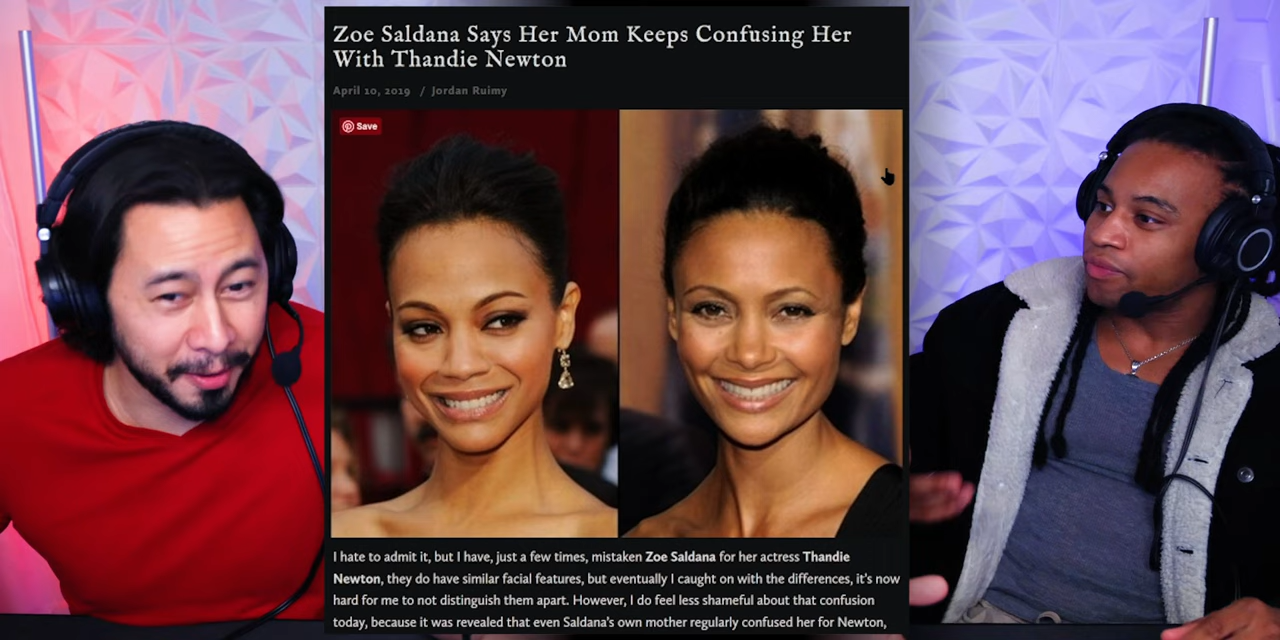 Zoe Saldana Says Her Mom Keeps Confusing Her
With Thandie Newton
April 10, 2019 / Jordan Ruimy
Save
I hate to admit it, but I have, just a few times, mistaken Zoe Saldana for her actress Thandie
Newton, they do have similar facial features, but eventually I caught on with the differences, it's now
hard for me to not distinguish them apart. However, I do feel less shameful about that confusion
today, because it was revealed that even Saldana's own mother regularly confused her for Newton,